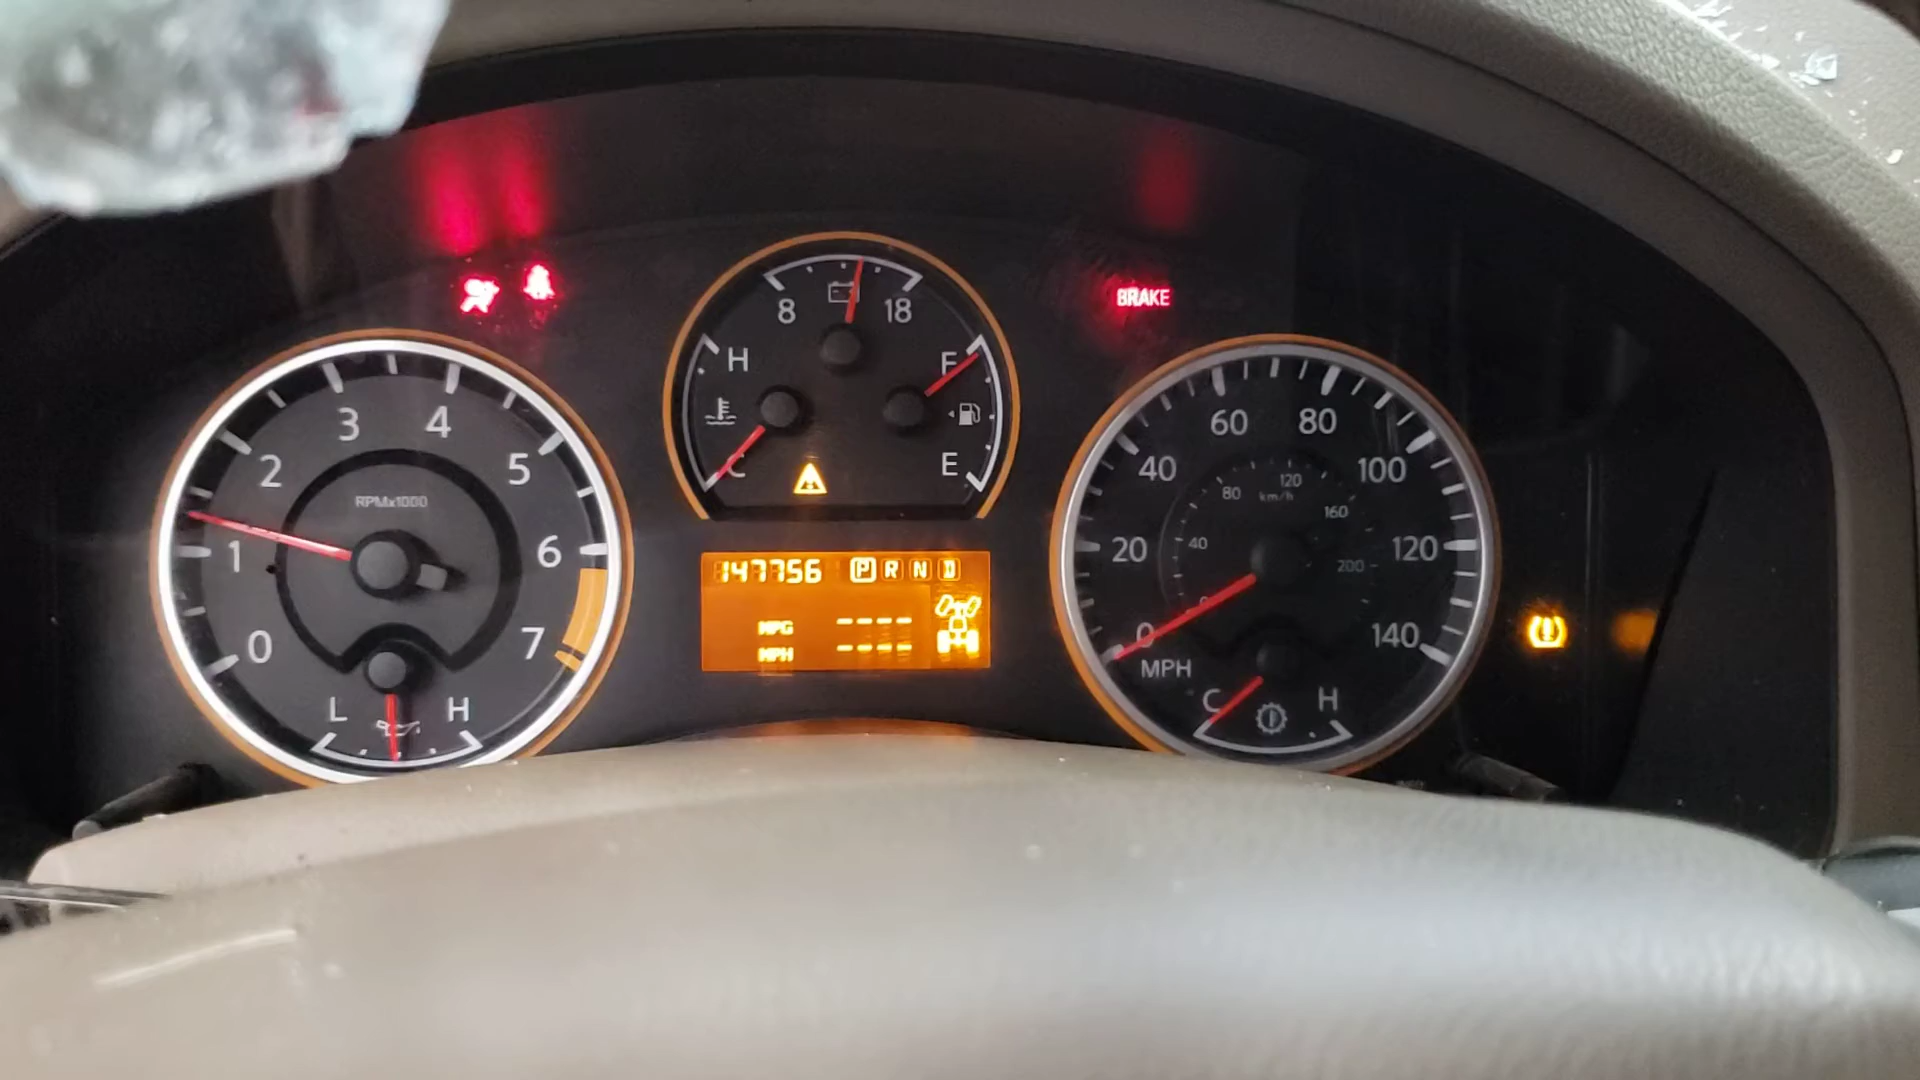 BRAKE
8 18
H F
C E
3 4
2 5
RPMx1000
1 6
0 7
L H
147756 P R N D
MPG ----
MPH ----
60 80
40 100
80 120
km/h
160
20 40 120
200
0 0 140
MPH
C H